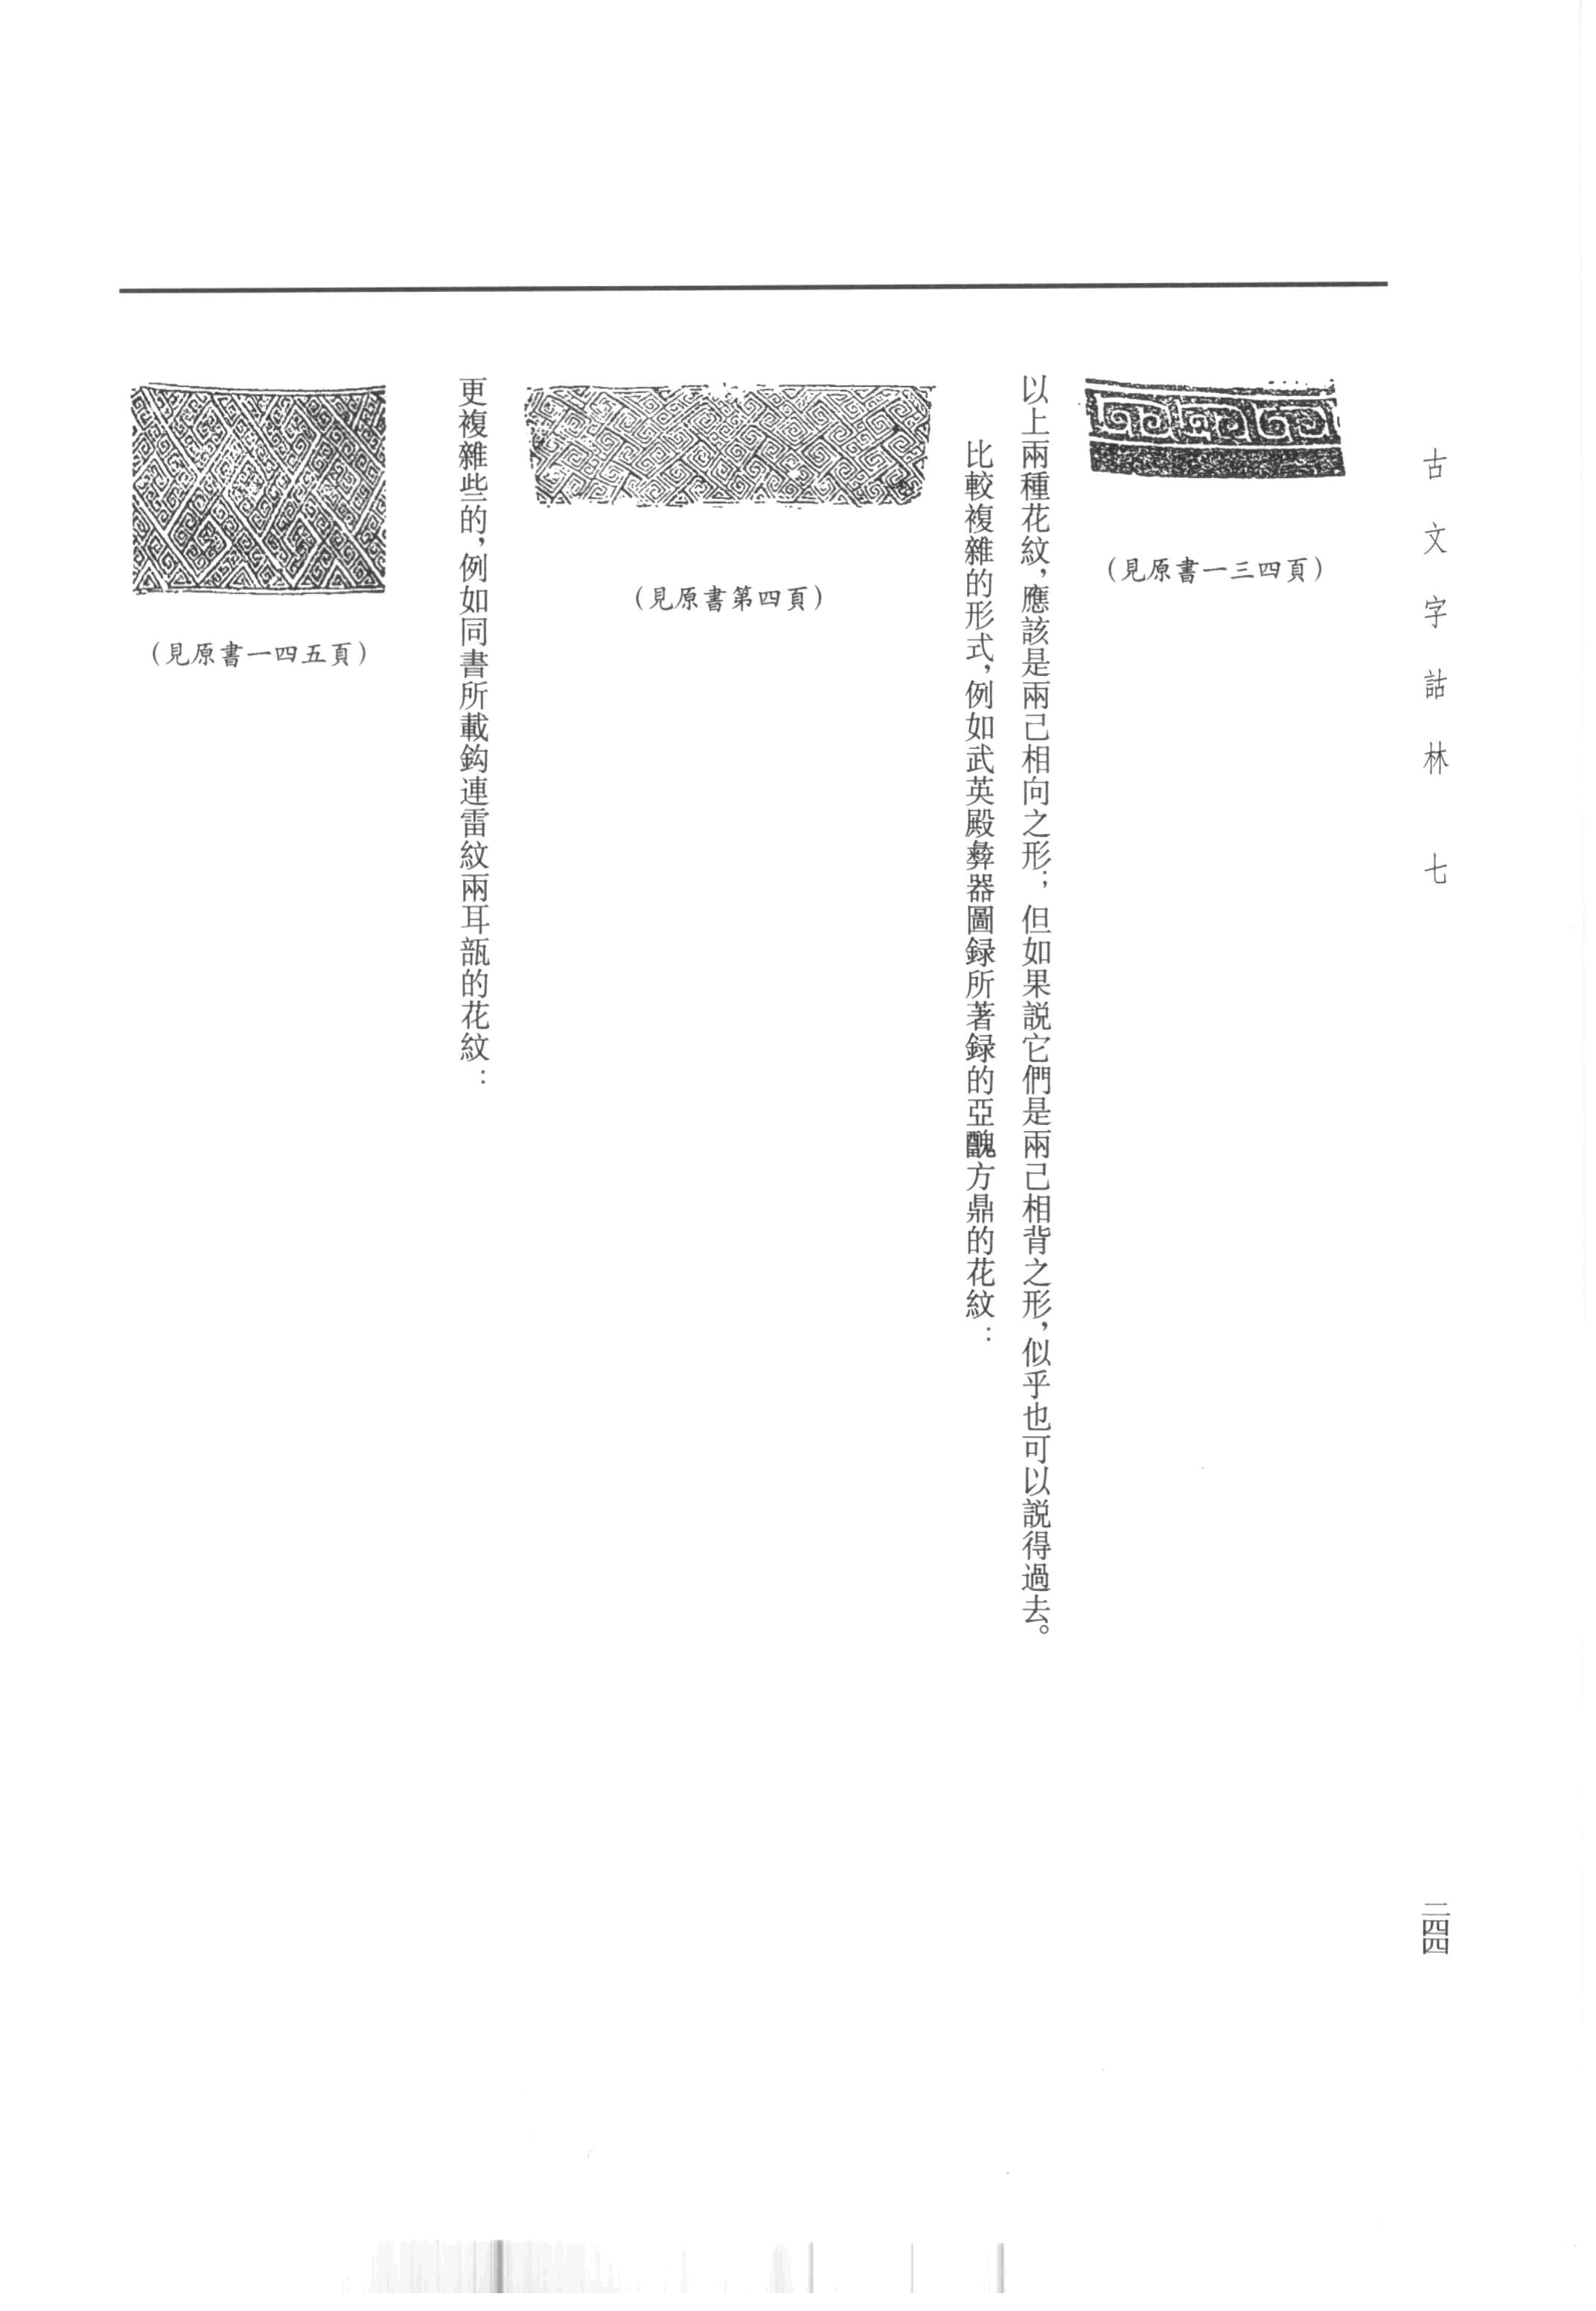 古文字詁林 七
二四四
(見原書一三四頁)
以上兩種花紋，應該是兩己相向之形；但如果説它們是兩己相背之形，似乎也可以説得過去。
比較複雜的形式，例如武英殿彝器圖録所著録的亞醜方鼎的花紋：
(見原書第四頁)
更複雜些的，例如同書所載鈎連雷紋兩耳瓿的花紋：
(見原書一四五頁)